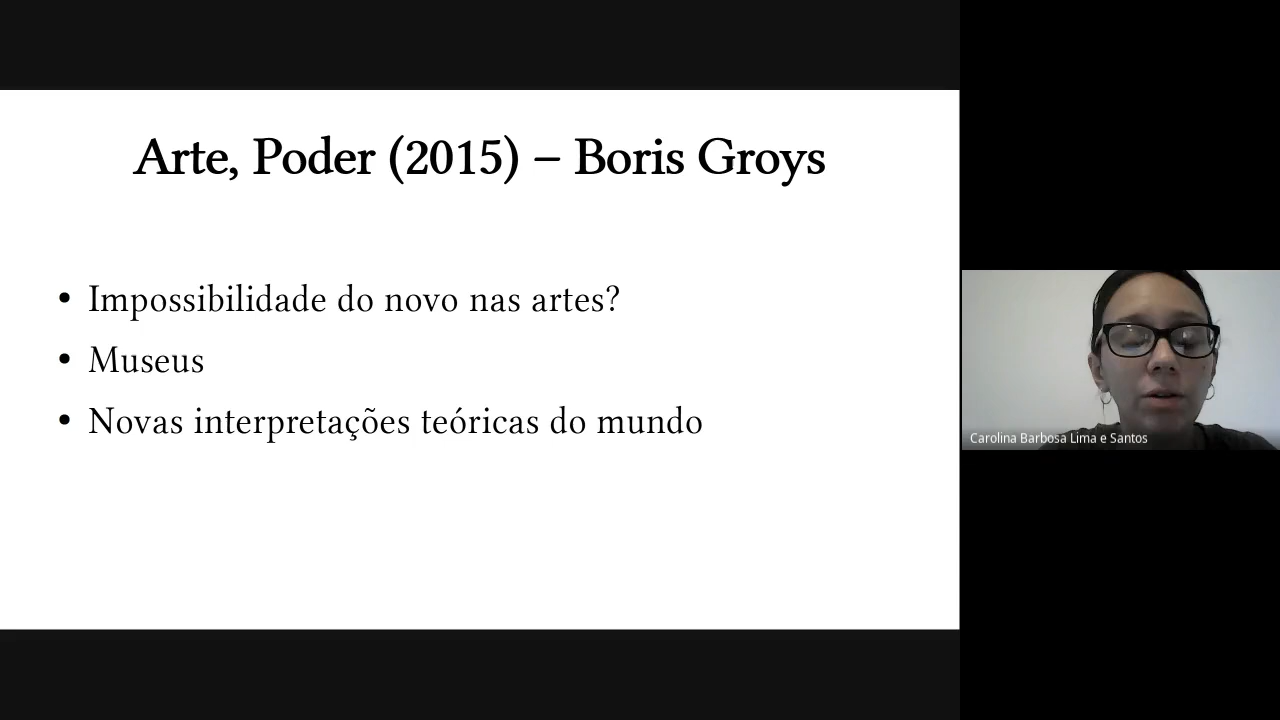 Arte, Poder (2015) – Boris Groys
• Impossibilidade do novo nas artes?
• Museus
• Novas interpretações teóricas do mundo
Carolina Barbosa Lima e Santos